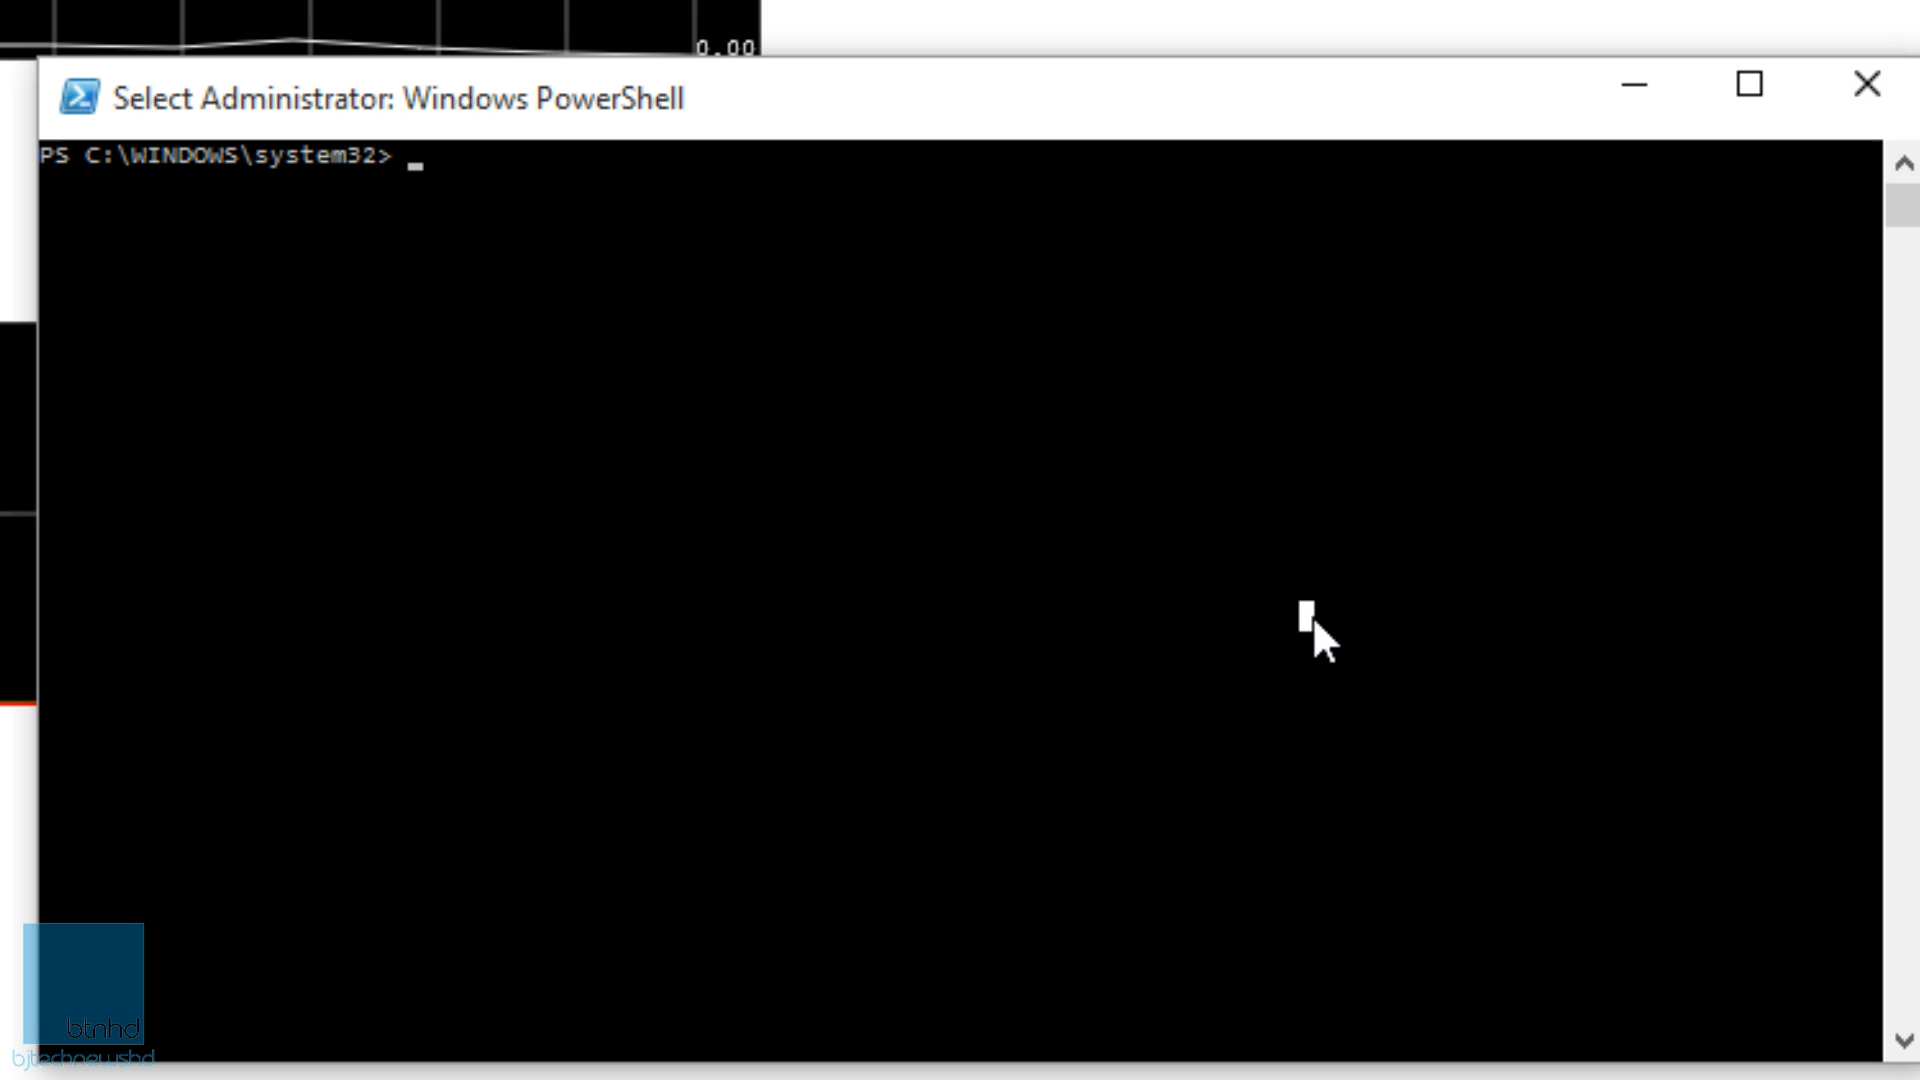 0.00
Select Administrator: Windows PowerShell
PS C:\WINDOWS\system32>
btnhd
bjtechnewshd